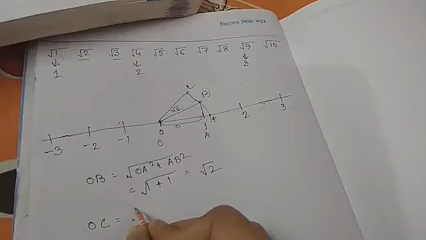 √1 √2 √3 √4 √5 √6 √7 √8 √9 √10
1 2 3
C
B
√2
-3 -2 -1 0 1 2 3
O A
OB = √OA²+AB²
= √1+1 = √2
OC =